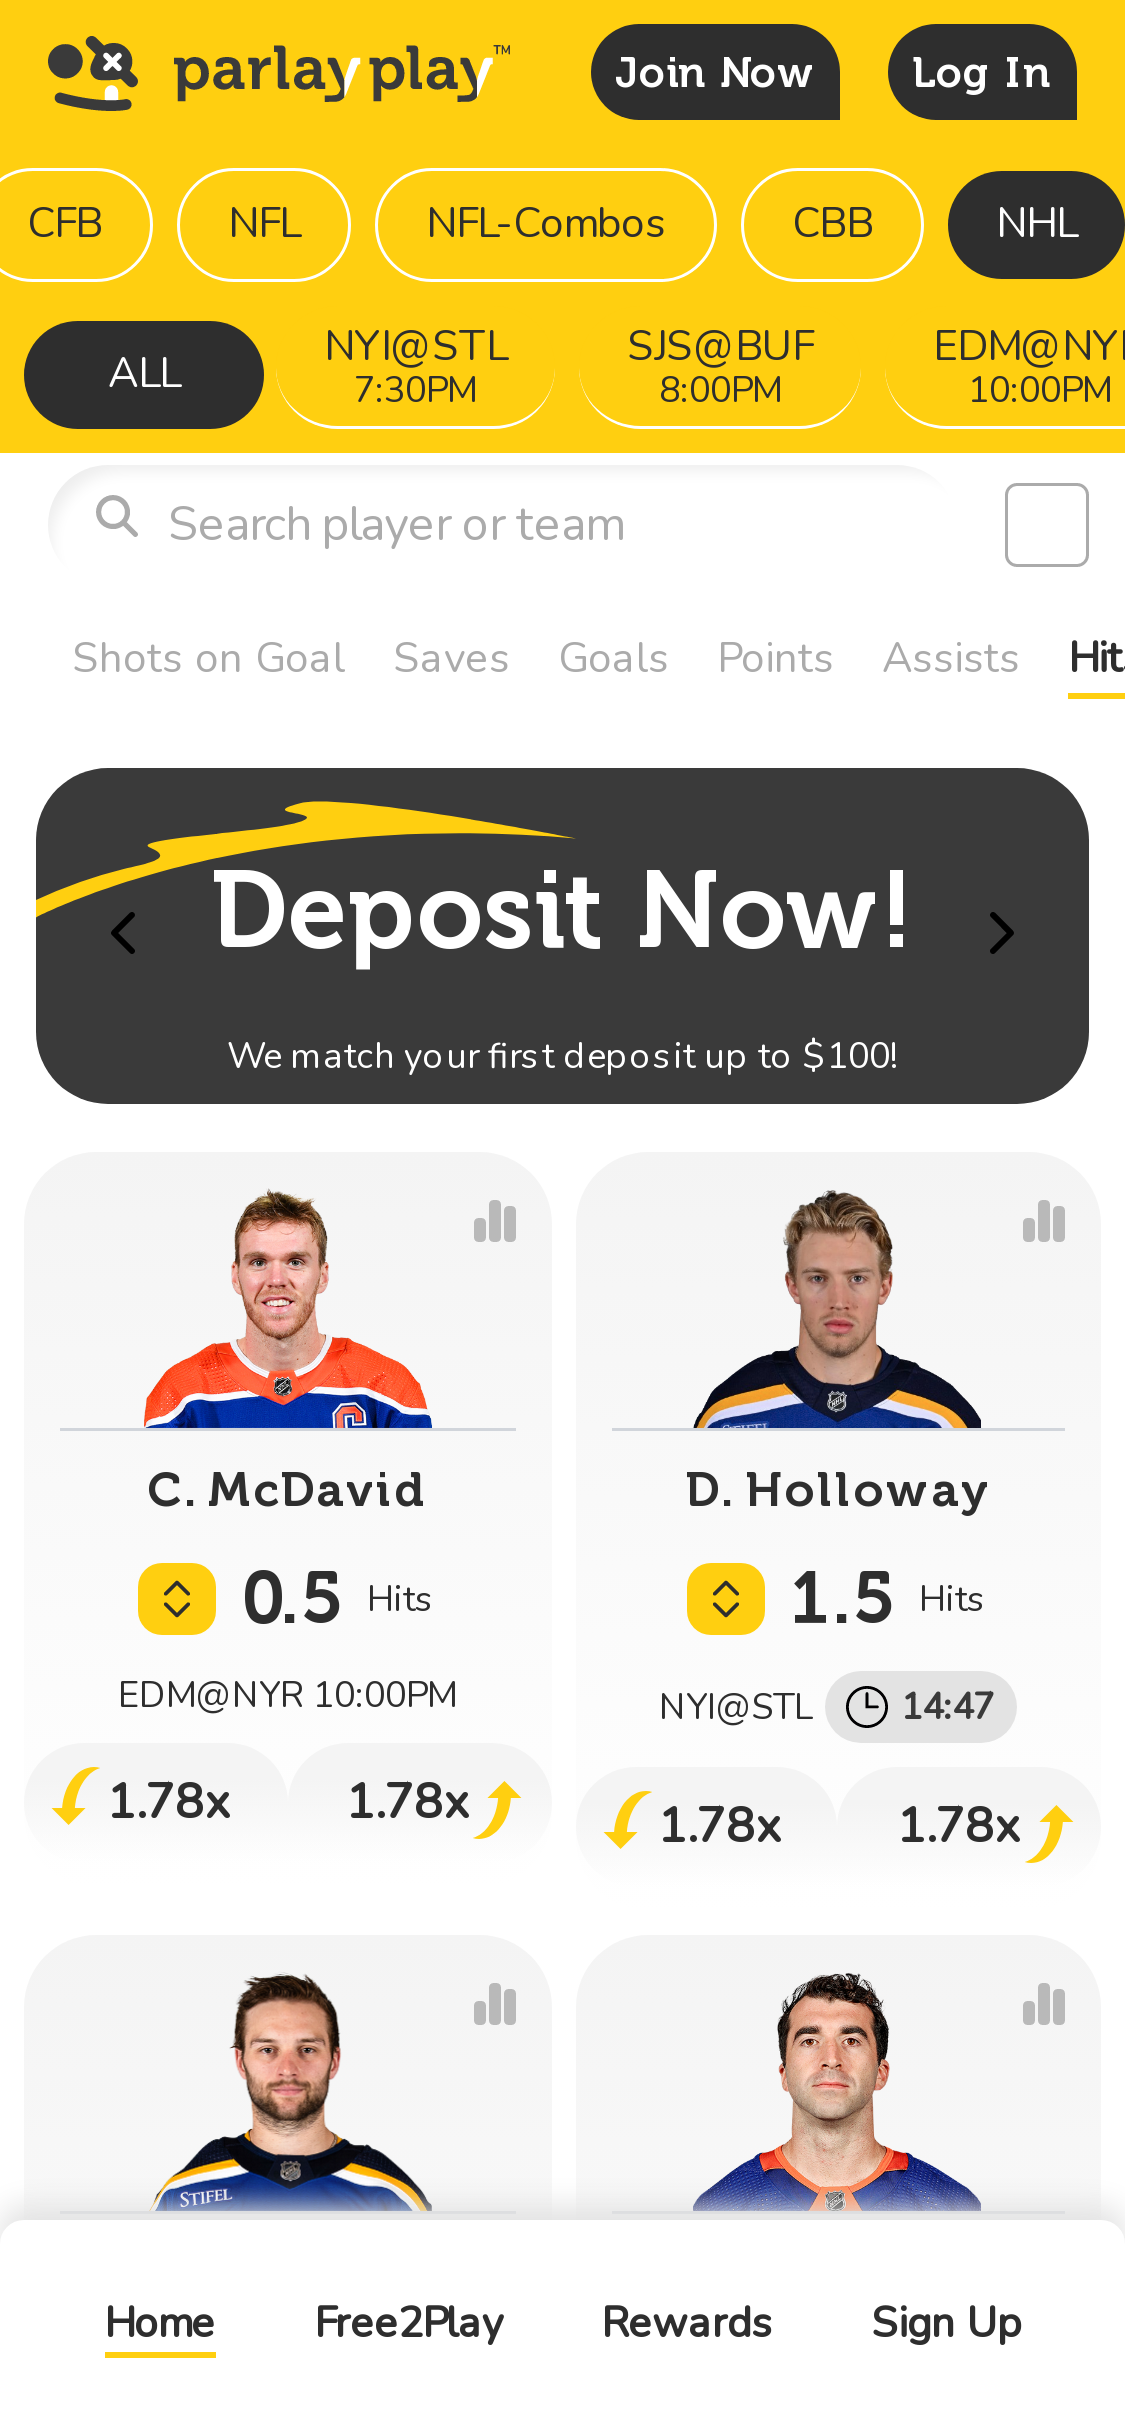 parlay play™
Join Now
Log In
CFB
NFL
NFL-Combos
CBB
NHL
ALL
NYI@STL
7:30PM
SJS@BUF
8:00PM
EDM@NY
10:00PM
Search player or team
Shots on Goal
Saves
Goals
Points
Assists
Hits
Deposit Now!
We match your first deposit up to $100!
C. McDavid
0.5 Hits
EDM@NYR 10:00PM
1.78x
1.78x
D. Holloway
1.5 Hits
NYI@STL 14:47
1.78x
1.78x
STIFEL
Home
Free2Play
Rewards
Sign Up